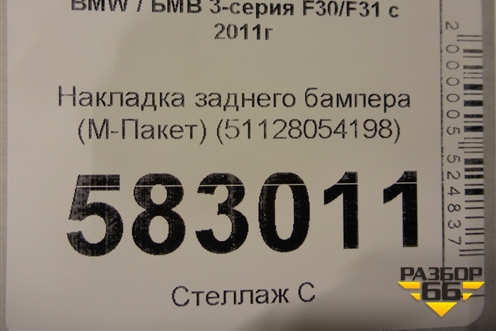 BMW / БМВ 3-серия F30/F31 с
2011г
Накладка заднего бампера
(М-Пакет) (51128054198)
583011
Стеллаж С
2000005524837
РАЗБОР
66